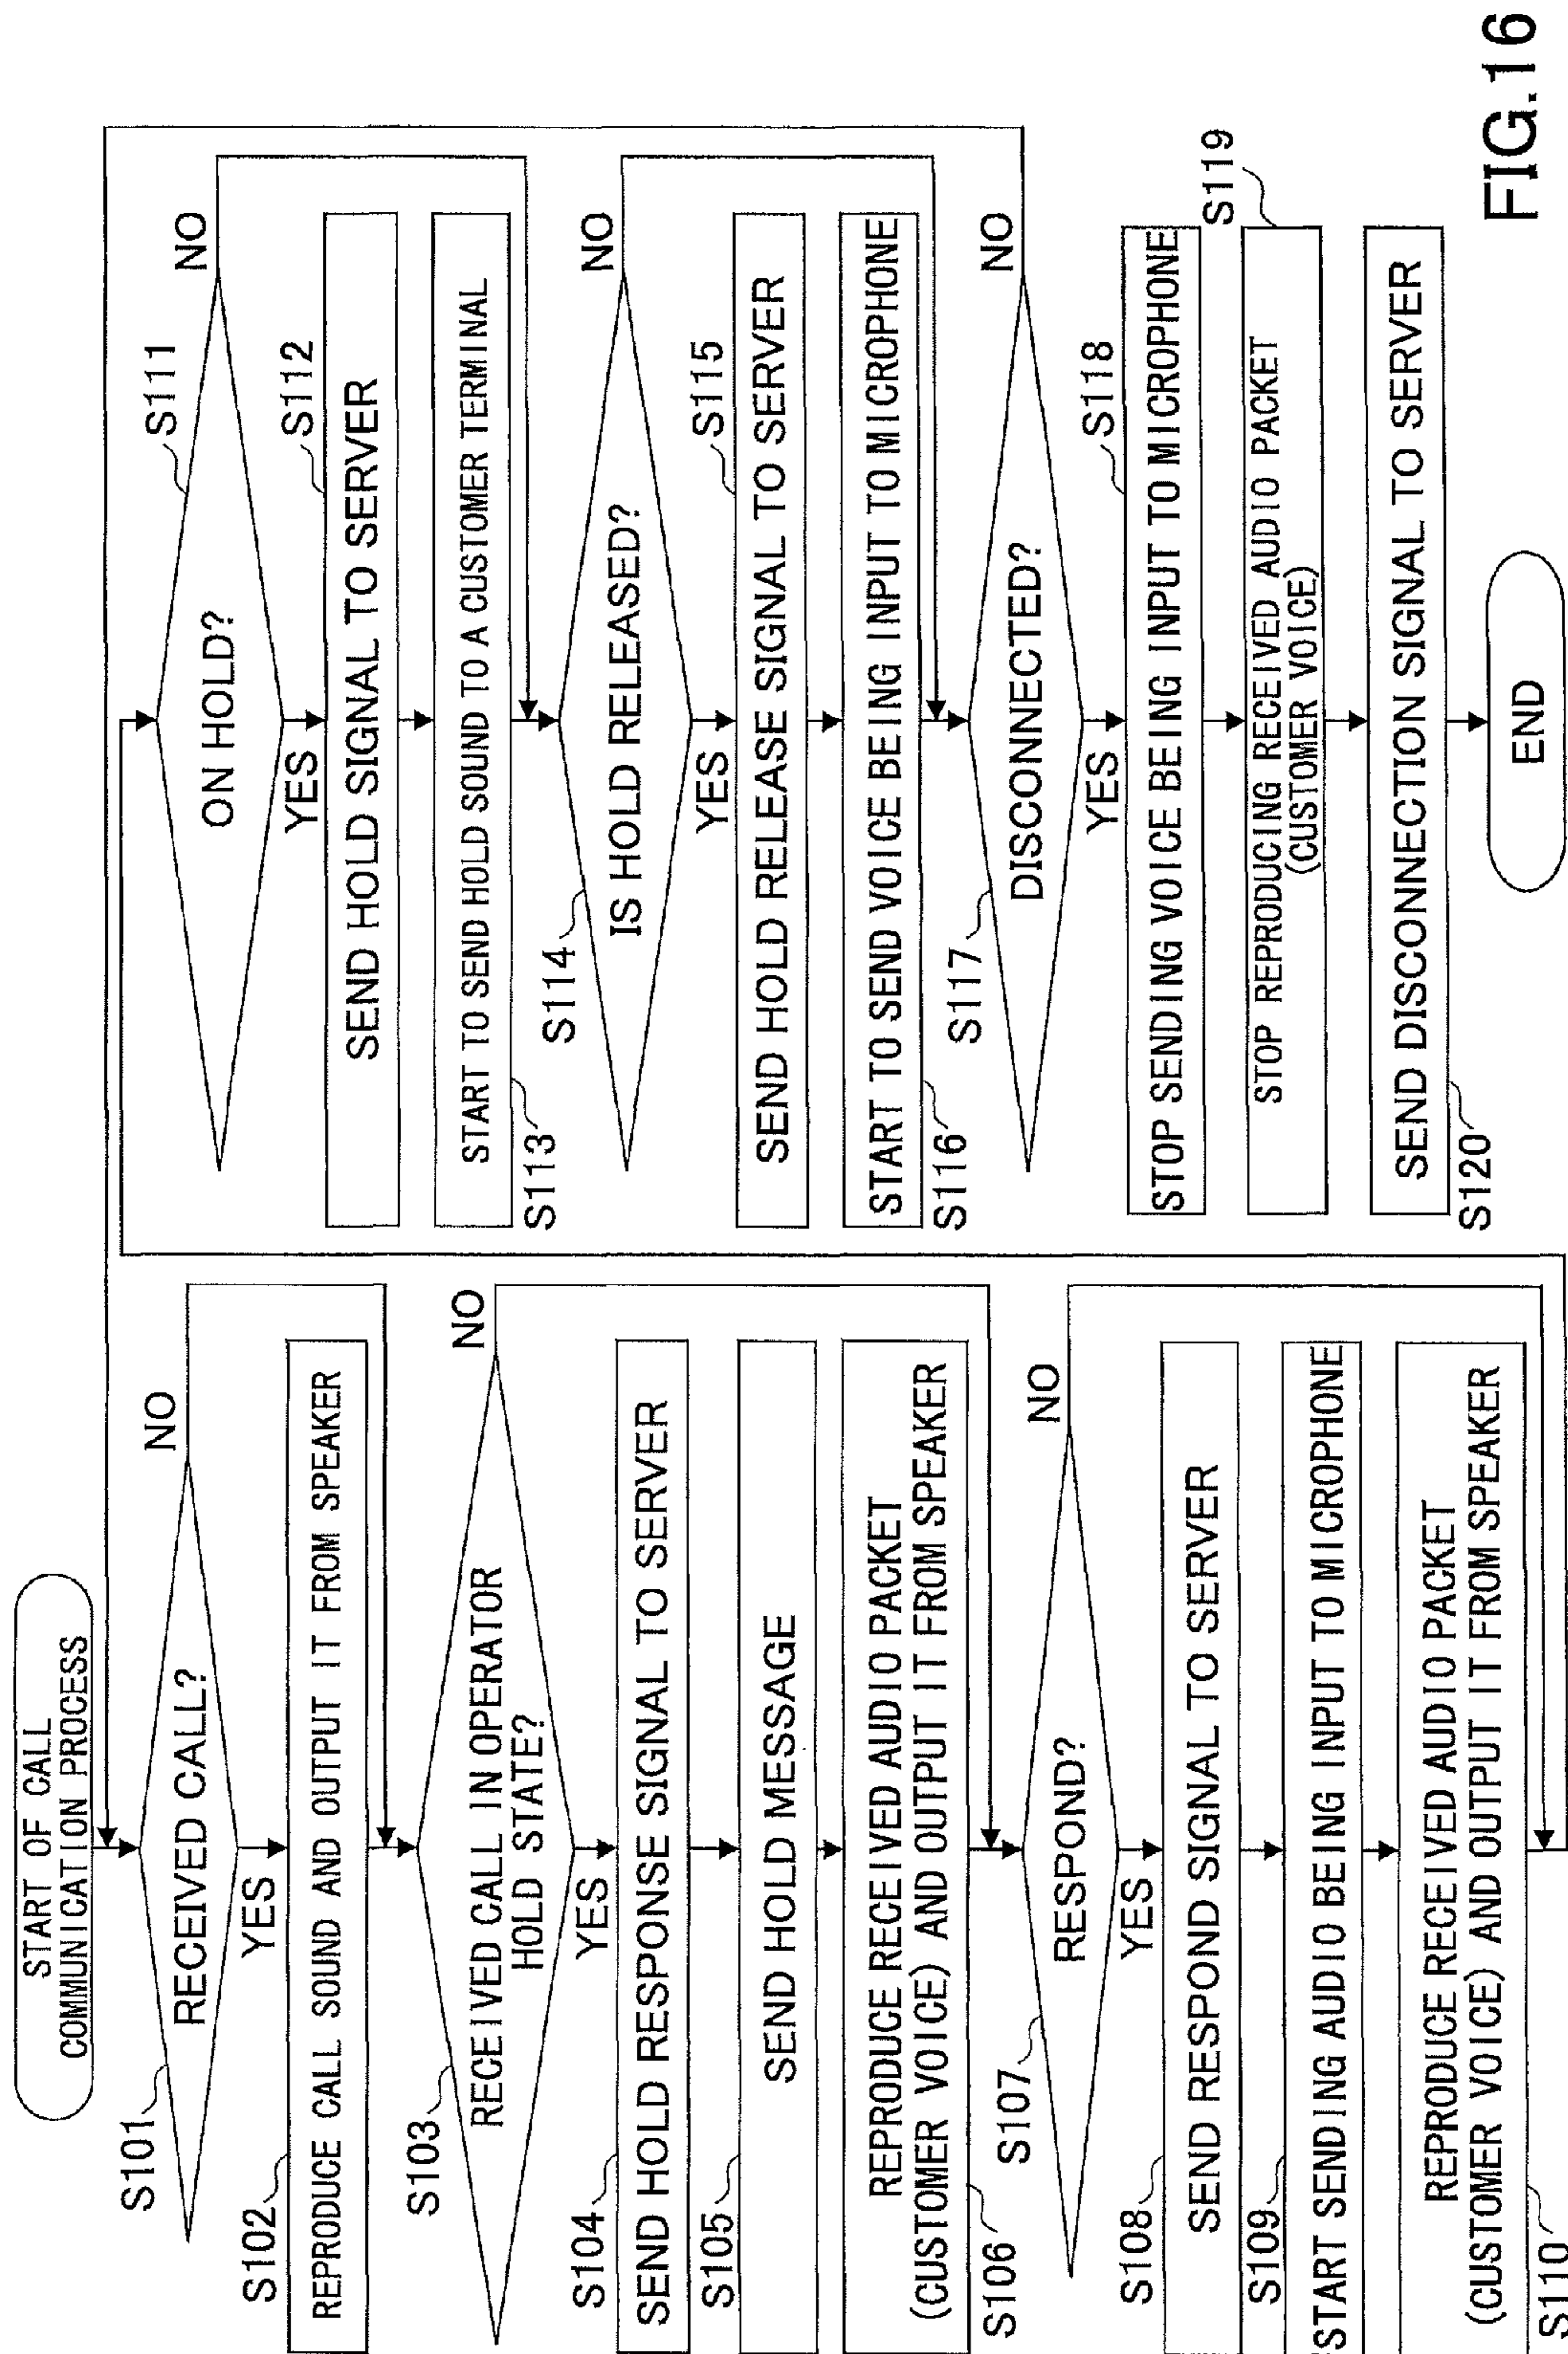 START OF CALL
COMMUNICATION PROCESS
S101
RECEIVED CALL?
NO
YES
S102
REPRODUCE CALL SOUND AND OUTPUT IT FROM SPEAKER
S103
RECEIVED CALL IN OPERATOR
HOLD STATE?
NO
YES
S104
SEND HOLD RESPONSE SIGNAL TO SERVER
S105
SEND HOLD MESSAGE
REPRODUCE RECEIVED AUDIO PACKET
(CUSTOMER VOICE) AND OUTPUT IT FROM SPEAKER
S106
S107
RESPOND?
NO
YES
S108
SEND RESPOND SIGNAL TO SERVER
S109
START SENDING AUDIO BEING INPUT TO MICROPHONE
REPRODUCE RECEIVED AUDIO PACKET
(CUSTOMER VOICE) AND OUTPUT IT FROM SPEAKER
S110
S111
ON HOLD?
NO
YES
S112
SEND HOLD SIGNAL TO SERVER
START TO SEND HOLD SOUND TO A CUSTOMER TERMINAL
S113
S114
IS HOLD RELEASED?
NO
YES
S115
SEND HOLD RELEASE SIGNAL TO SERVER
START TO SEND VOICE BEING INPUT TO MICROPHONE
S116
S117
DISCONNECTED?
NO
YES
S118
STOP SENDING VOICE BEING INPUT TO MICROPHONE
S119
STOP REPRODUCING RECEIVED AUDIO PACKET
(CUSTOMER VOICE)
SEND DISCONNECTION SIGNAL TO SERVER
S120
END
FIG.16